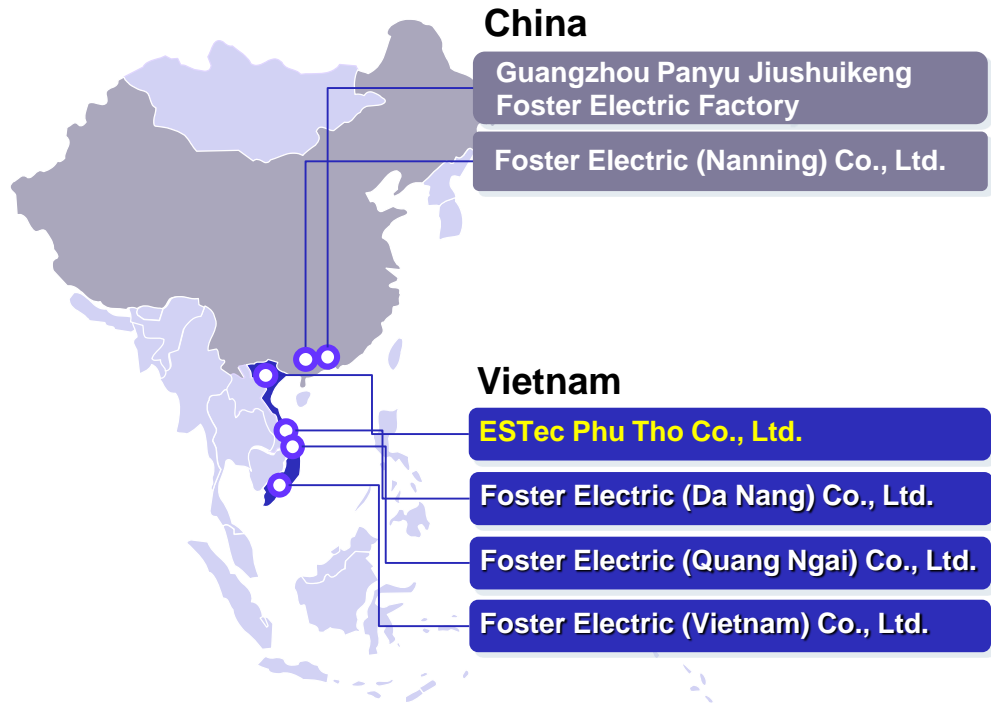 China
Guangzhou Panyu Jiushuikeng
Foster Electric Factory
Foster Electric (Nanning) Co., Ltd.
Vietnam
ESTec Phu Tho Co., Ltd.
Foster Electric (Da Nang) Co., Ltd.
Foster Electric (Quang Ngai) Co., Ltd.
Foster Electric (Vietnam) Co., Ltd.